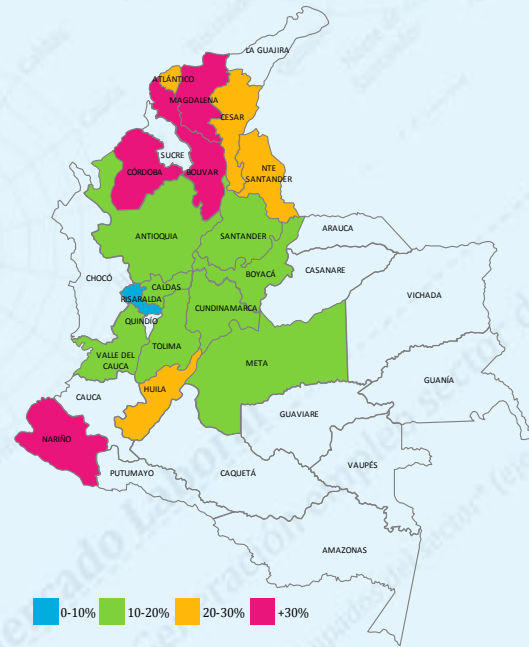 LA GUAJIRA
ATLÁNTICO
MAGDALENA
CESAR
SUCRE
NTE
SANTANDER
CÓRDOBA
BOLIVAR
ANTIOQUIA
SANTANDER
ARAUCA
CHOCÓ
BOYACÁ
CASANARE
CALDAS
VICHADA
RISARALDA
CUNDINAMARCA
QUINDÍO
TOLIMA
VALLE DEL
CAUCA
META
GUANÍA
HUILA
CAUCA
GUAVIARE
NARIÑO
VAUPÉS
PUTUMAYO
CAQUETÁ
AMAZONAS
0-10%
10-20%
20-30%
+30%